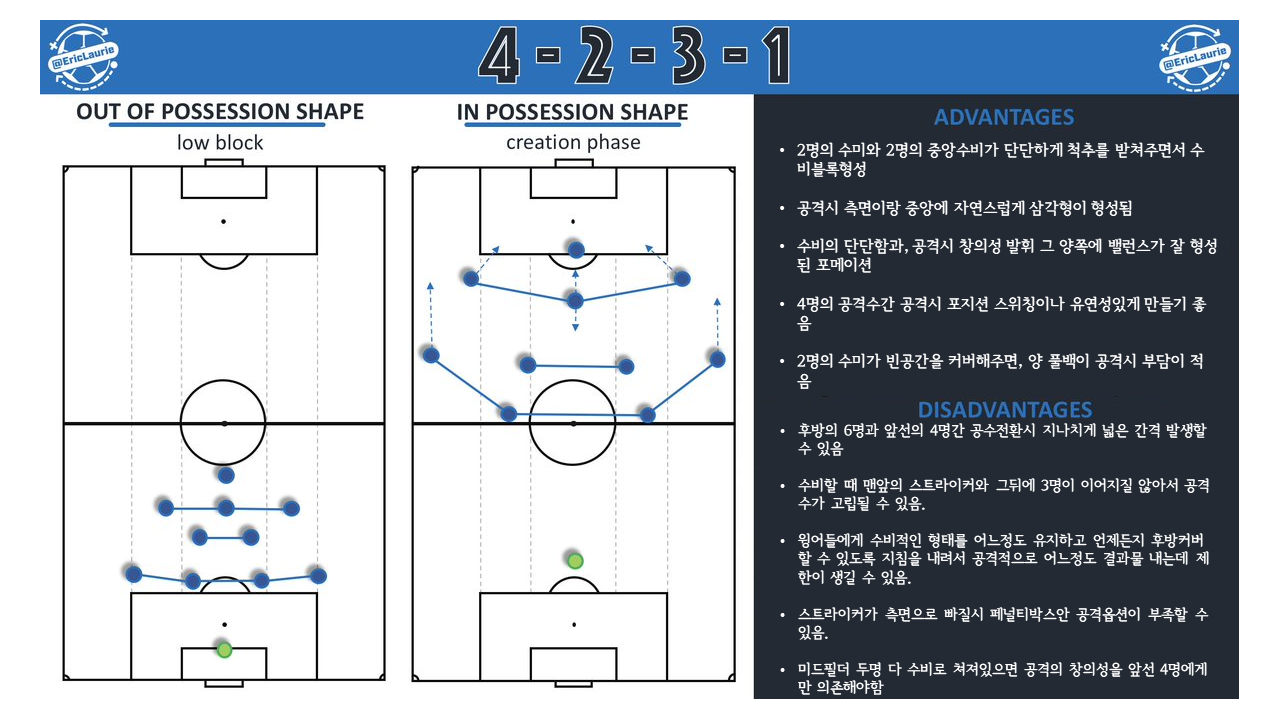 @EricLaurie
4 - 2 - 3 - 1
@EricLaurie
OUT OF POSSESSION SHAPE
low block
IN POSSESSION SHAPE
creation phase
ADVANTAGES
• 2명의 수미와 2명의 중앙수비가 단단하게 척추를 받쳐주면서 수
비블록형성
• 공격시 측면이랑 중앙에 자연스럽게 삼각형이 형성됨
• 수비의 단단함과, 공격시 창의성 발휘 그 양쪽에 밸런스가 잘 형성
된 포메이션
• 4명의 공격수간 공격시 포지션 스위칭이나 유연성있게 만들기 좋
음
• 2명의 수미가 빈공간을 커버해주면, 양 풀백이 공격시 부담이 적
음
DISADVANTAGES
• 후방의 6명과 앞선의 4명간 공수전환시 지나치게 넓은 간격 발생할
수 있음
• 수비할 때 맨앞의 스트라이커와 그뒤에 3명이 이어지질 않아서 공격
수가 고립될 수 있음.
• 윙어들에게 수비적인 형태를 어느정도 유지하고 언제든지 후방커버
할 수 있도록 지침을 내려서 공격적으로 어느정도 결과물 내는데 제
한이 생길 수 있음.
• 스트라이커가 측면으로 빠질시 페널티박스안 공격옵션이 부족할 수
있음.
• 미드필더 두명 다 수비로 쳐져있으면 공격의 창의성을 앞선 4명에게
만 의존해야함